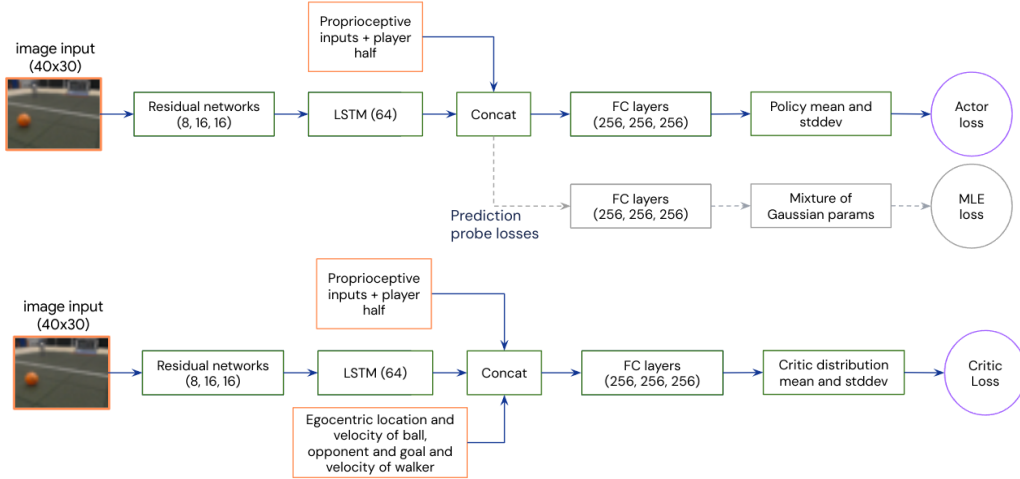 Proprioceptive
inputs + player
half
image input
(40x30)
Residual networks
(8, 16, 16)
LSTM (64)
Concat
FC layers
(256, 256, 256)
Policy mean and
stddev
Actor
loss
Prediction
probe losses
FC layers
(256, 256, 256)
Mixture of
Gaussian params
MLE
loss
Proprioceptive
inputs + player
half
image input
(40x30)
Residual networks
(8, 16, 16)
LSTM (64)
Concat
FC layers
(256, 256, 256)
Critic distribution
mean and stddev
Critic
Loss
Egocentric location and
velocity of ball,
opponent and goal and
velocity of walker